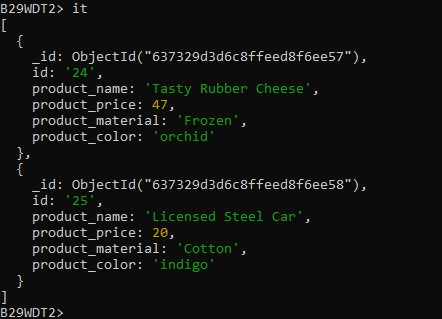 B29WDT2> it
[
  {
    _id: ObjectId("637329d3d6c8ffeed8f6ee57"),
    id: '24',
    product_name: 'Tasty Rubber Cheese',
    product_price: 47,
    product_material: 'Frozen',
    product_color: 'orchid'
  },
  {
    _id: ObjectId("637329d3d6c8ffeed8f6ee58"),
    id: '25',
    product_name: 'Licensed Steel Car',
    product_price: 20,
    product_material: 'Cotton',
    product_color: 'indigo'
  }
]
B29WDT2>